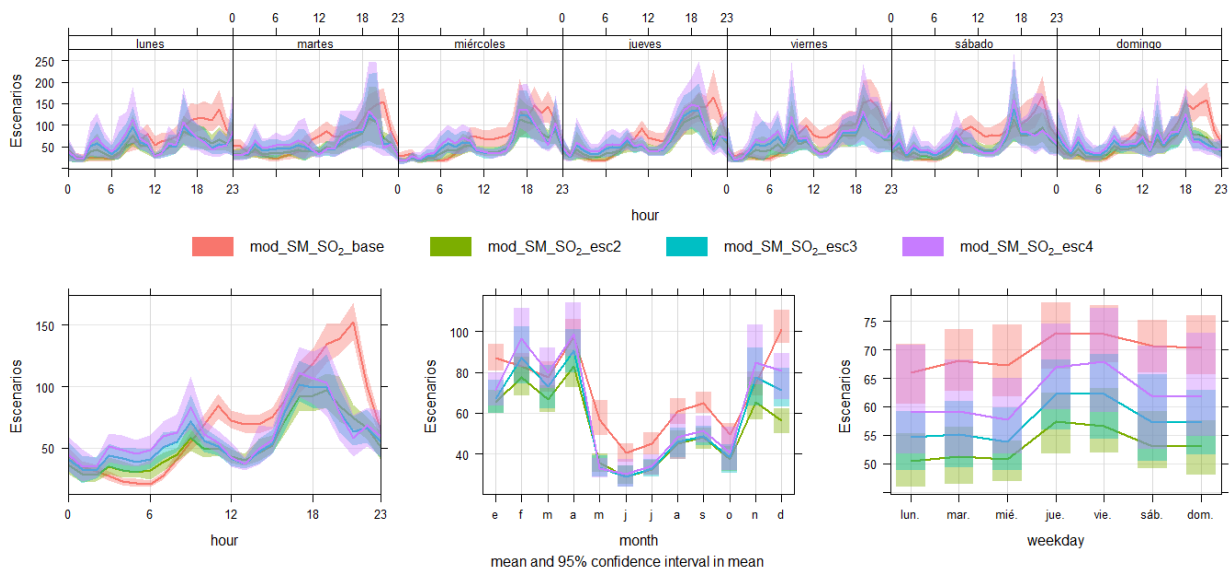 0 6 12 18 23 0 6 12 18 23 0 6 12 18 23
lunes martes miércoles jueves viernes sábado domingo
Escenarios
250
200
150
100
50
0 6 12 18 23 0 6 12 18 23 0 6 12 18 23 0 6 12 18 23
hour
mod_SM_SO₂_base mod_SM_SO₂_esc2 mod_SM_SO₂_esc3 mod_SM_SO₂_esc4
Escenarios
150
100
50
0 6 12 18 23
hour
Escenarios
100
80
60
40
e f m a m j j a s o n d
month
Escenarios
75
70
65
60
55
50
lun. mar. mié. jue. vie. sáb. dom.
weekday
mean and 95% confidence interval in mean